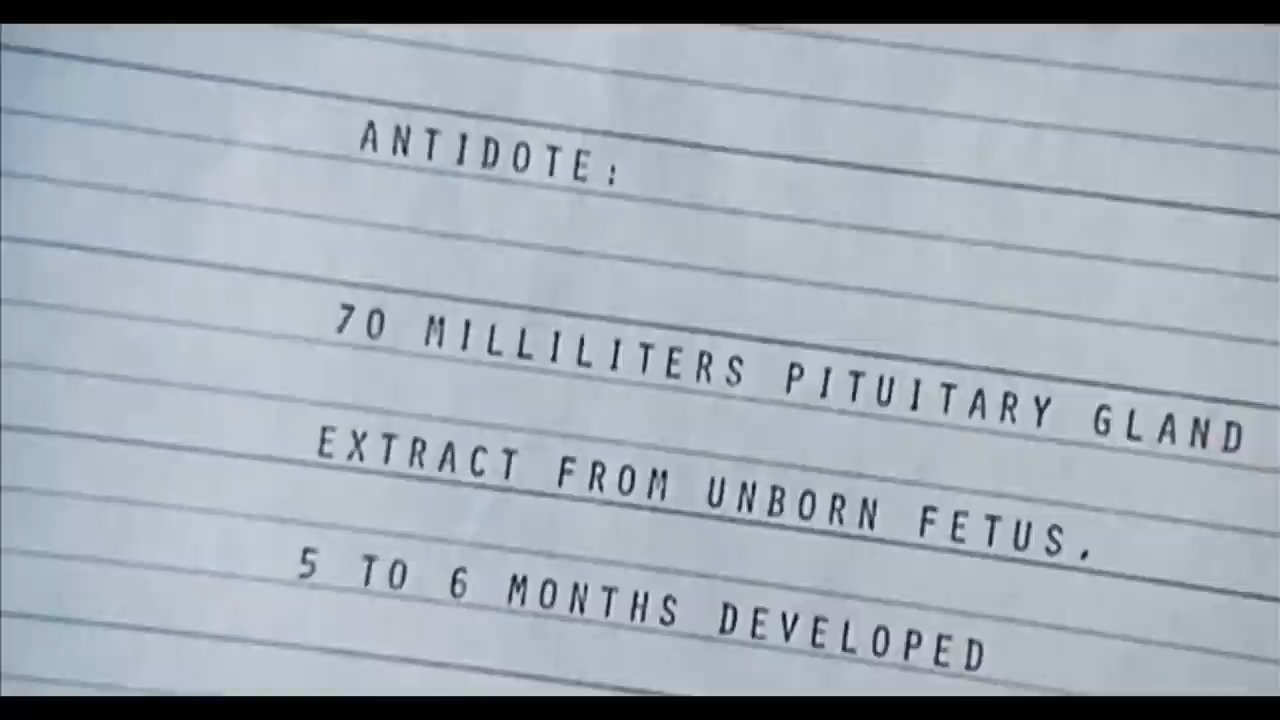 ANTIDOTE:
70 MILLILITERS PITUITARY GLAND
EXTRACT FROM UNBORN FETUS.
5 TO 6 MONTHS DEVELOPED